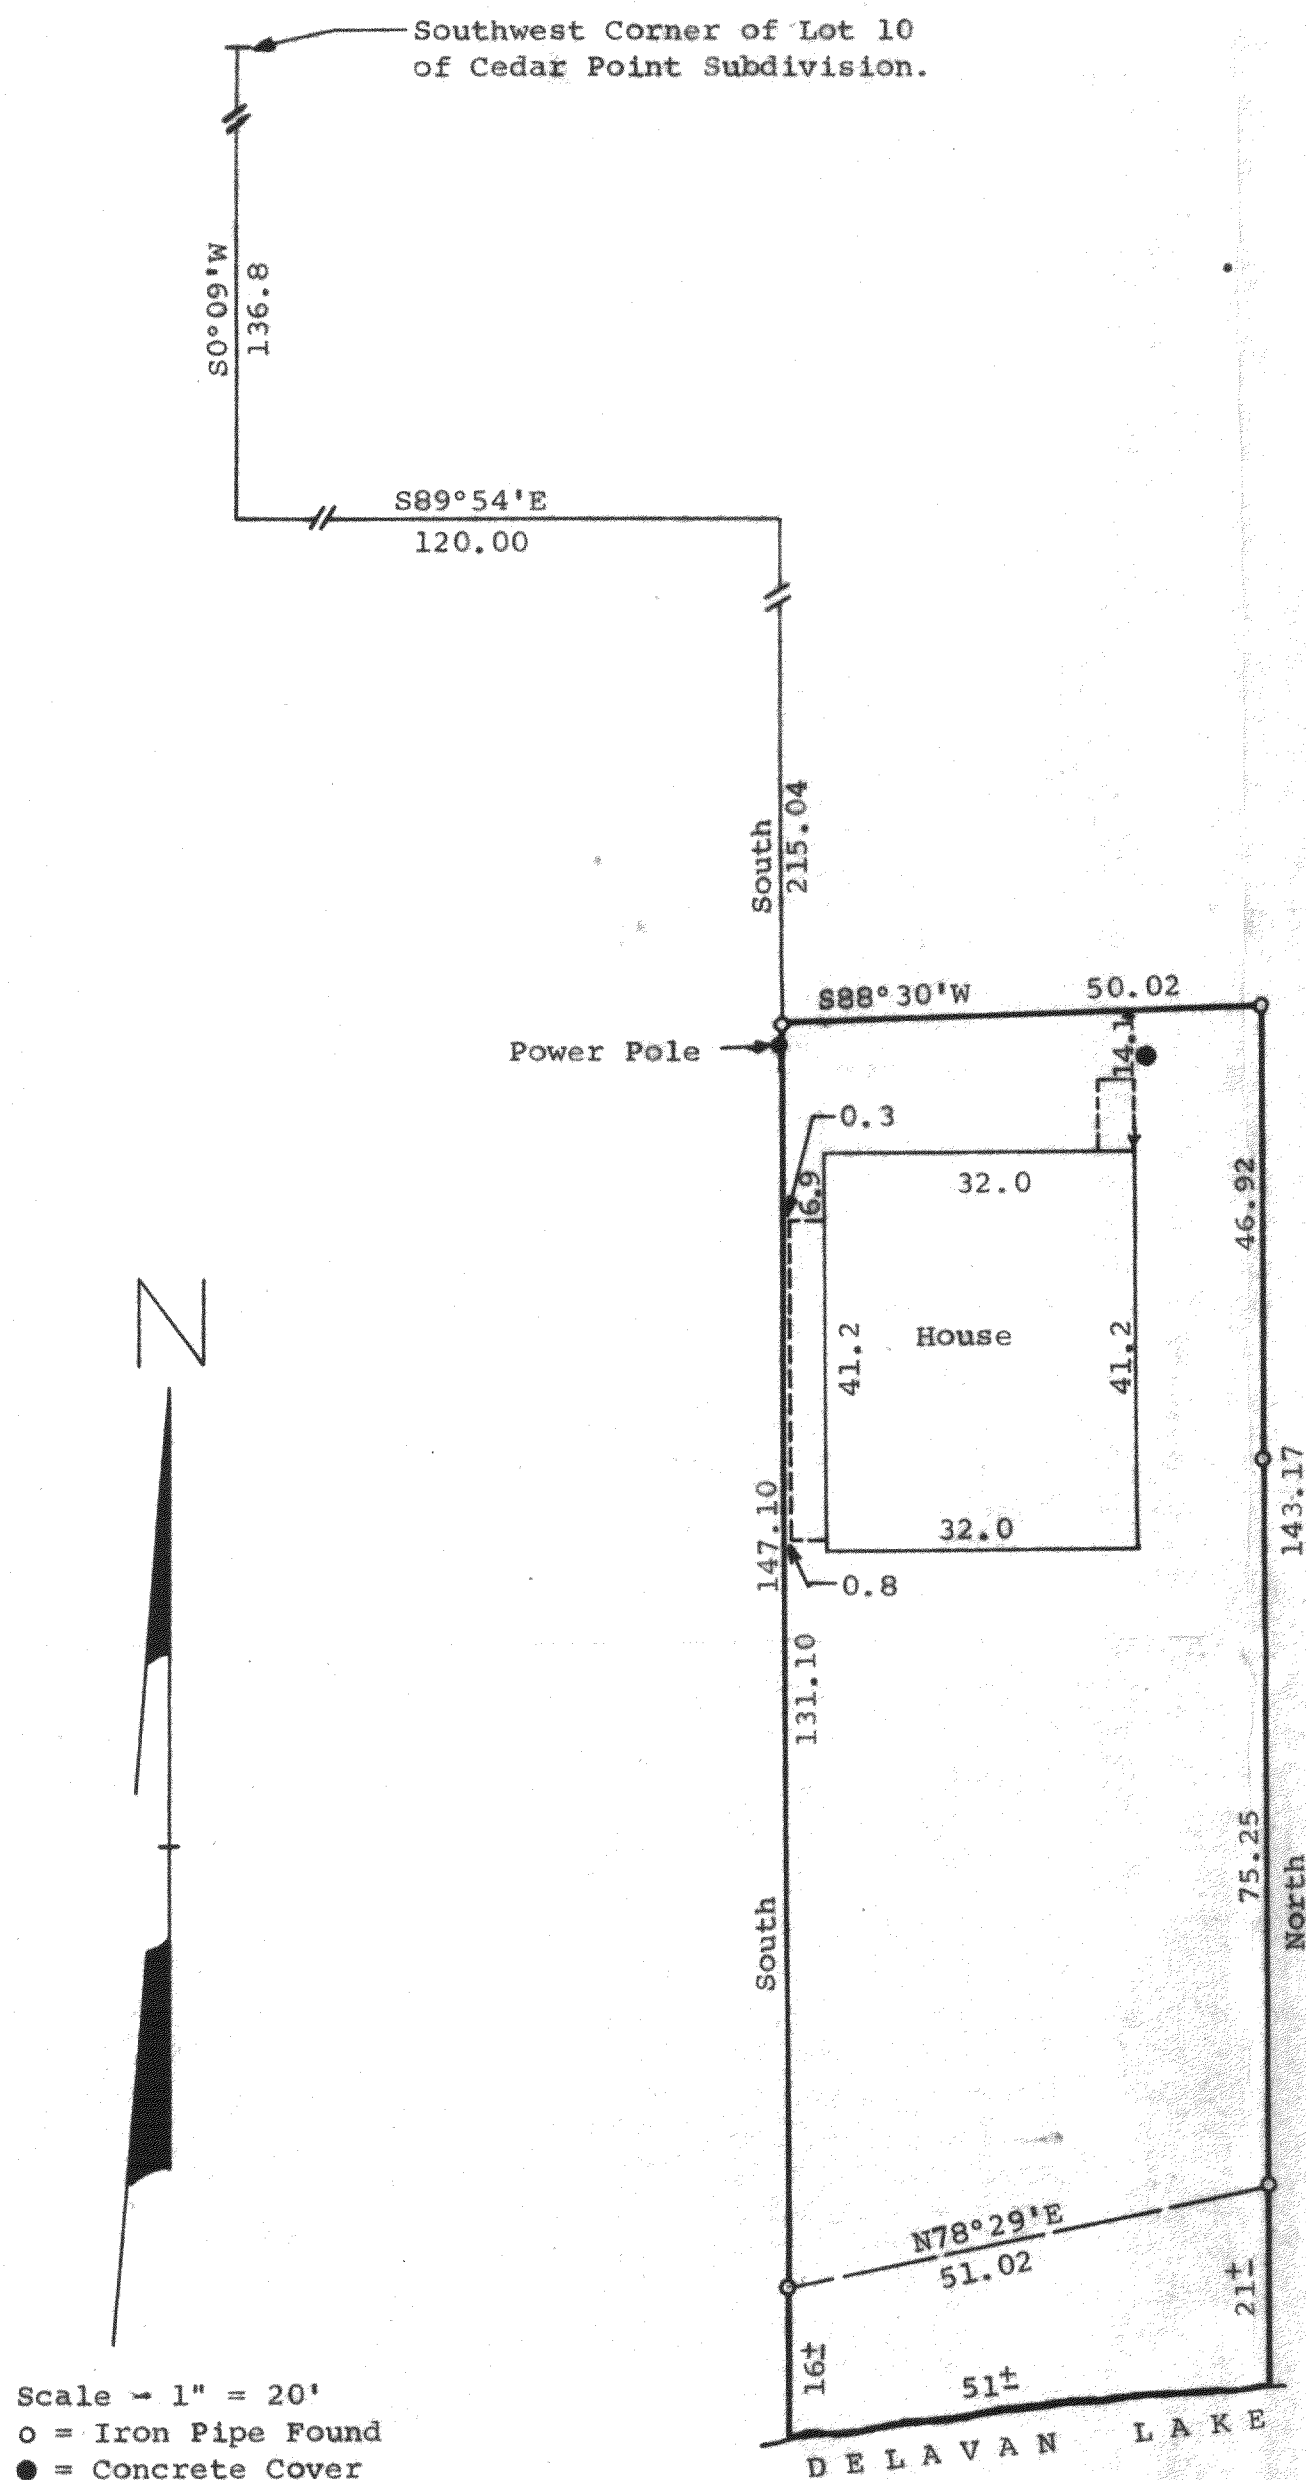 Southwest Corner of Lot 10
of Cedar Point Subdivision.
S0°09'W
136.8
S89°54'E
120.00
South
215.04
S88°30'W 50.02
Power Pole
14.1
0.3
6.9
32.0
46.92
N
41.2
House
41.2
143.17
147.10
32.0
0.8
131.10
75.25
South
North
N78°29'E
51.02
21±
16±
51±
DELAVAN LAKE
Scale - 1" = 20'
o = Iron Pipe Found
● = Concrete Cover